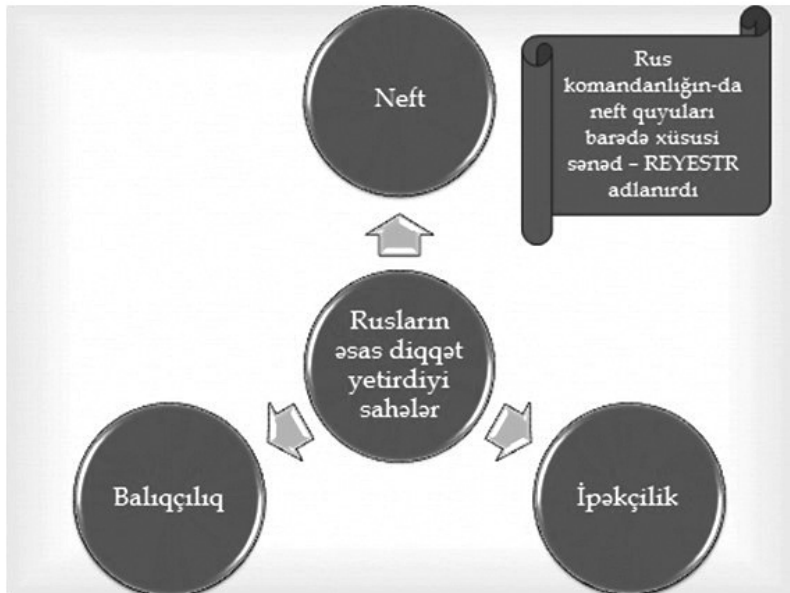 Neft
Rus
komandanlığın-da
neft quyuları
barədə xüsusi
sənəd – REYESTR
adlanırdı
Rusların
əsas diqqət
yetirdiyi
sahələr
Balıqçılıq
İpəkçilik